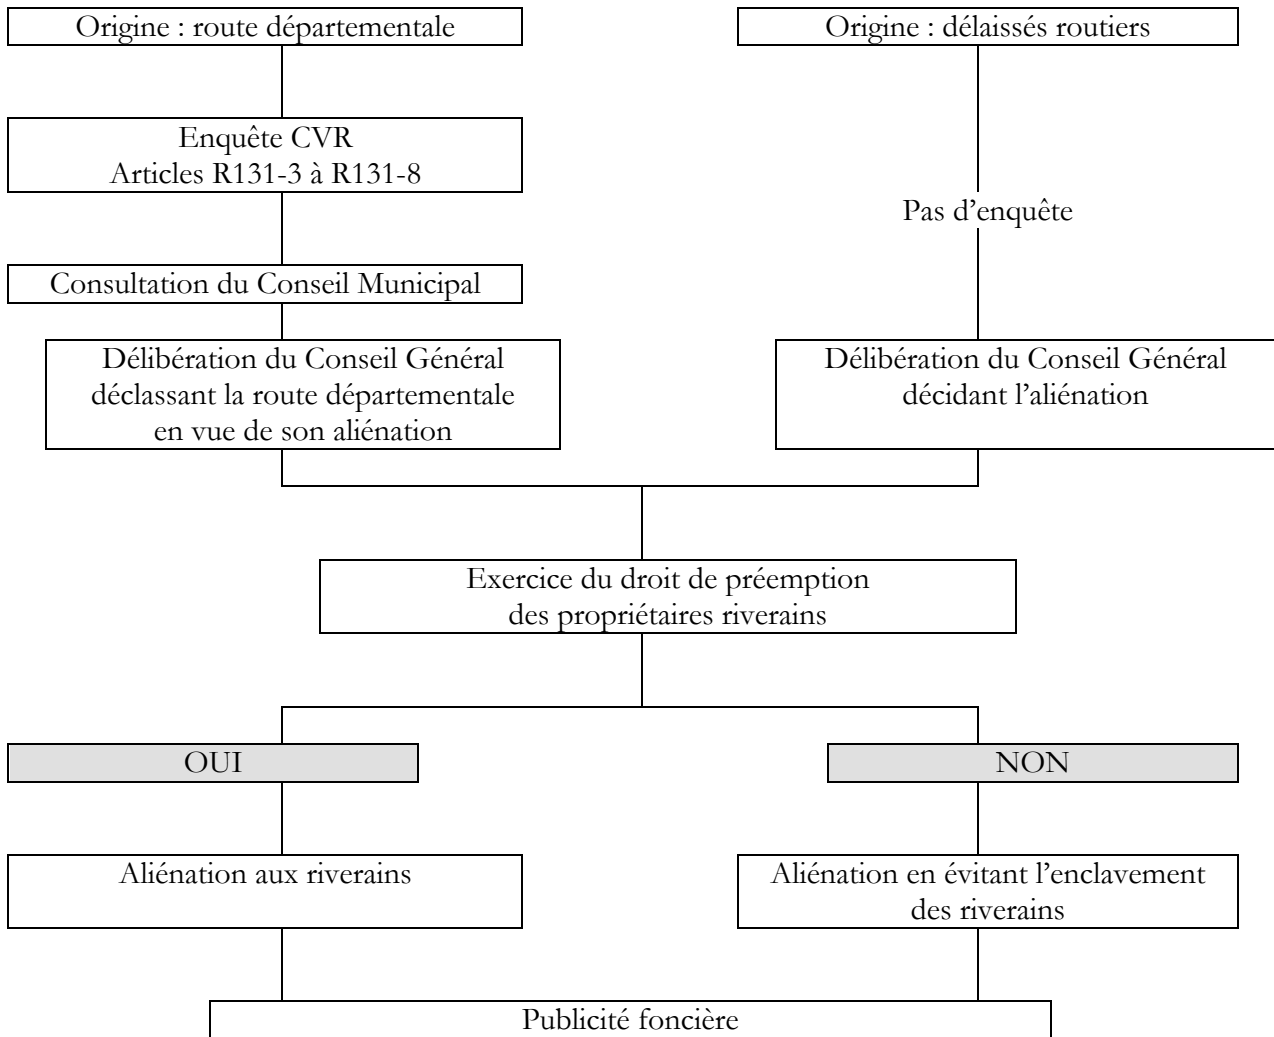 Origine : route départementale
Origine : délaissés routiers
Enquête CVR
Articles R131-3 à R131-8
Pas d’enquête
Consultation du Conseil Municipal
Délibération du Conseil Général
déclassant la route départementale
en vue de son aliénation
Délibération du Conseil Général
décidant l’aliénation
Exercice du droit de préemption
des propriétaires riverains
OUI
NON
Aliénation aux riverains
Aliénation en évitant l’enclavement
des riverains
Publicité foncière